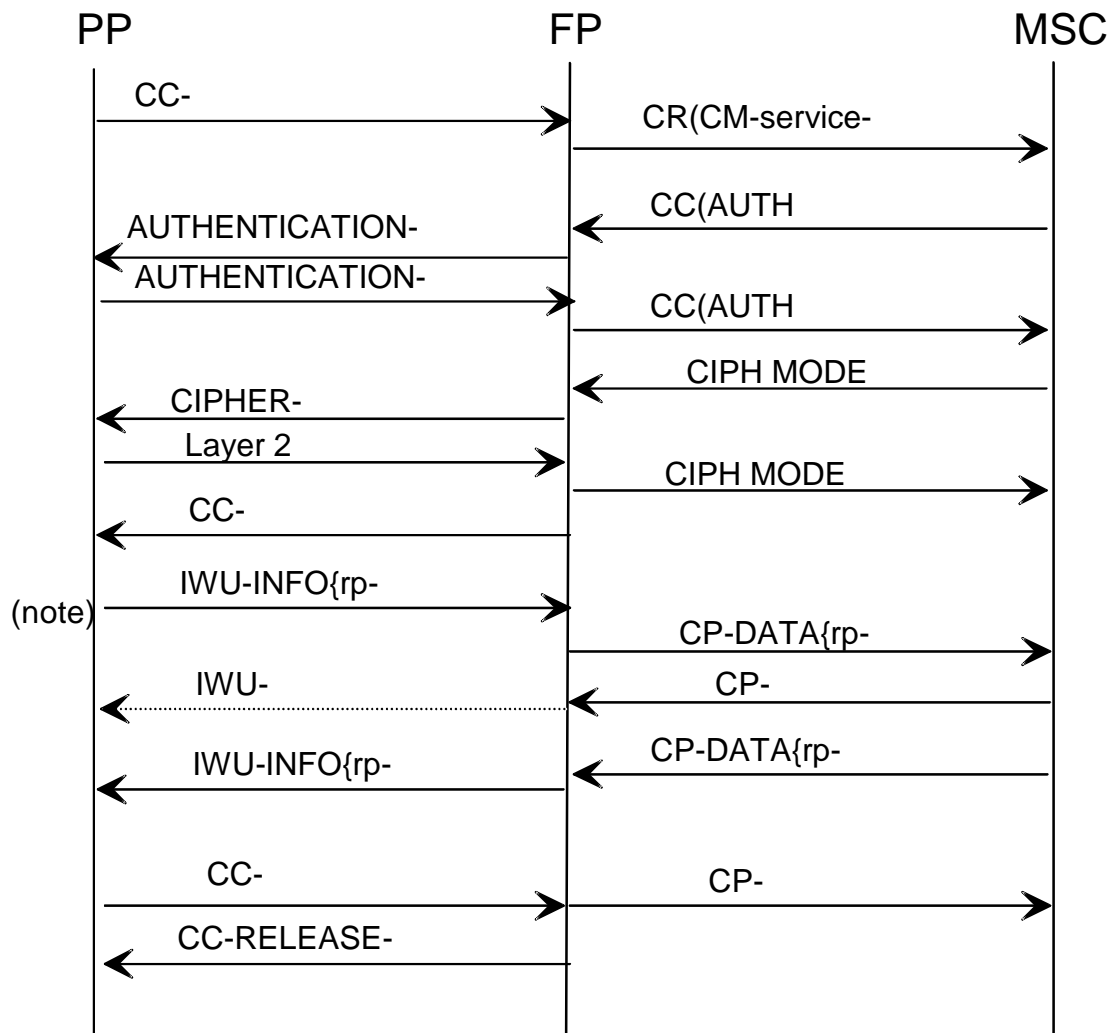 PP FP MSC
CC-
CR(CM-service-
CC(AUTH
AUTHENTICATION-
AUTHENTICATION-
CC(AUTH
CIPH MODE
CIPHER-
Layer 2
CIPH MODE
CC-
IWU-INFO{rp-
(note)
CP-DATA{rp-
IWU-
CP-
CP-DATA{rp-
IWU-INFO{rp-
CC-
CP-
CC-RELEASE-